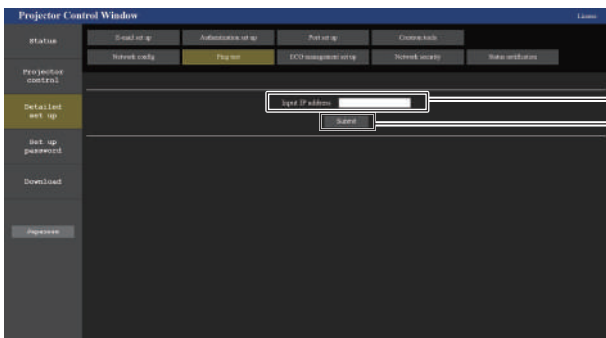 Projector Control Window
License
Status
E-mail set up
Authentication set up
Port set up
Crestron tools
Network config
Ping test
ECO management set up
Network security
Status notification
Projector
control
Input IP address
Detailed
set up
Submit
Set up
password
Download
Japanese